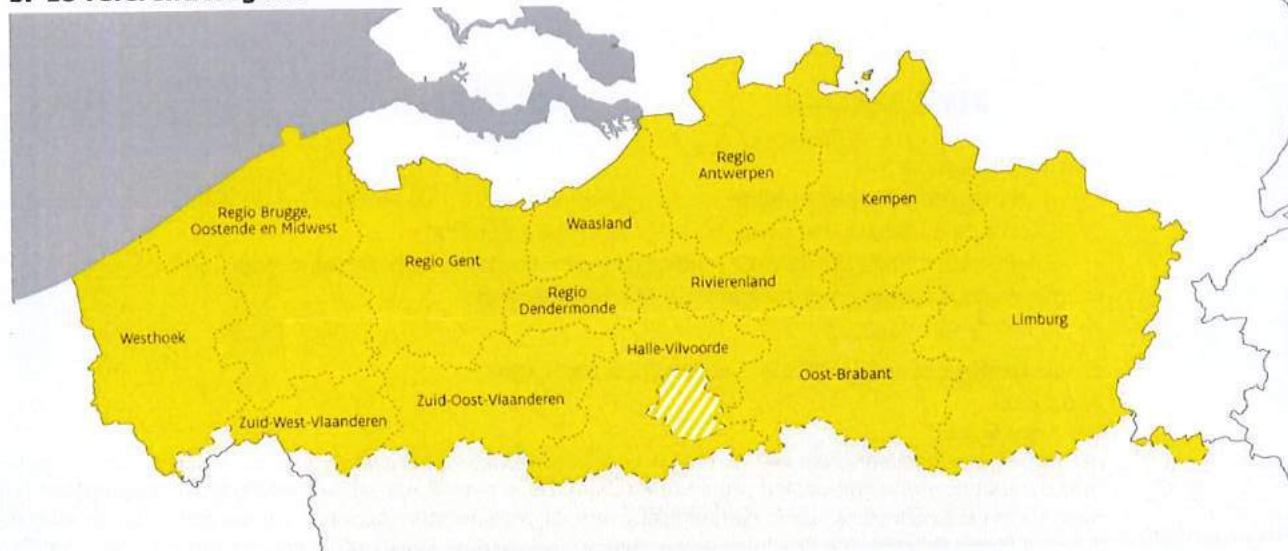 Regio
Antwerpen
Kempen
Regio Brugge,
Oostende en Midwest
Waasland
Regio Gent
Rivierenland
Regio
Dendermonde
Limburg
Westhoek
Halle-Vilvoorde
Oost-Brabant
Zuid-Oost-Vlaanderen
Zuid-West-Vlaanderen